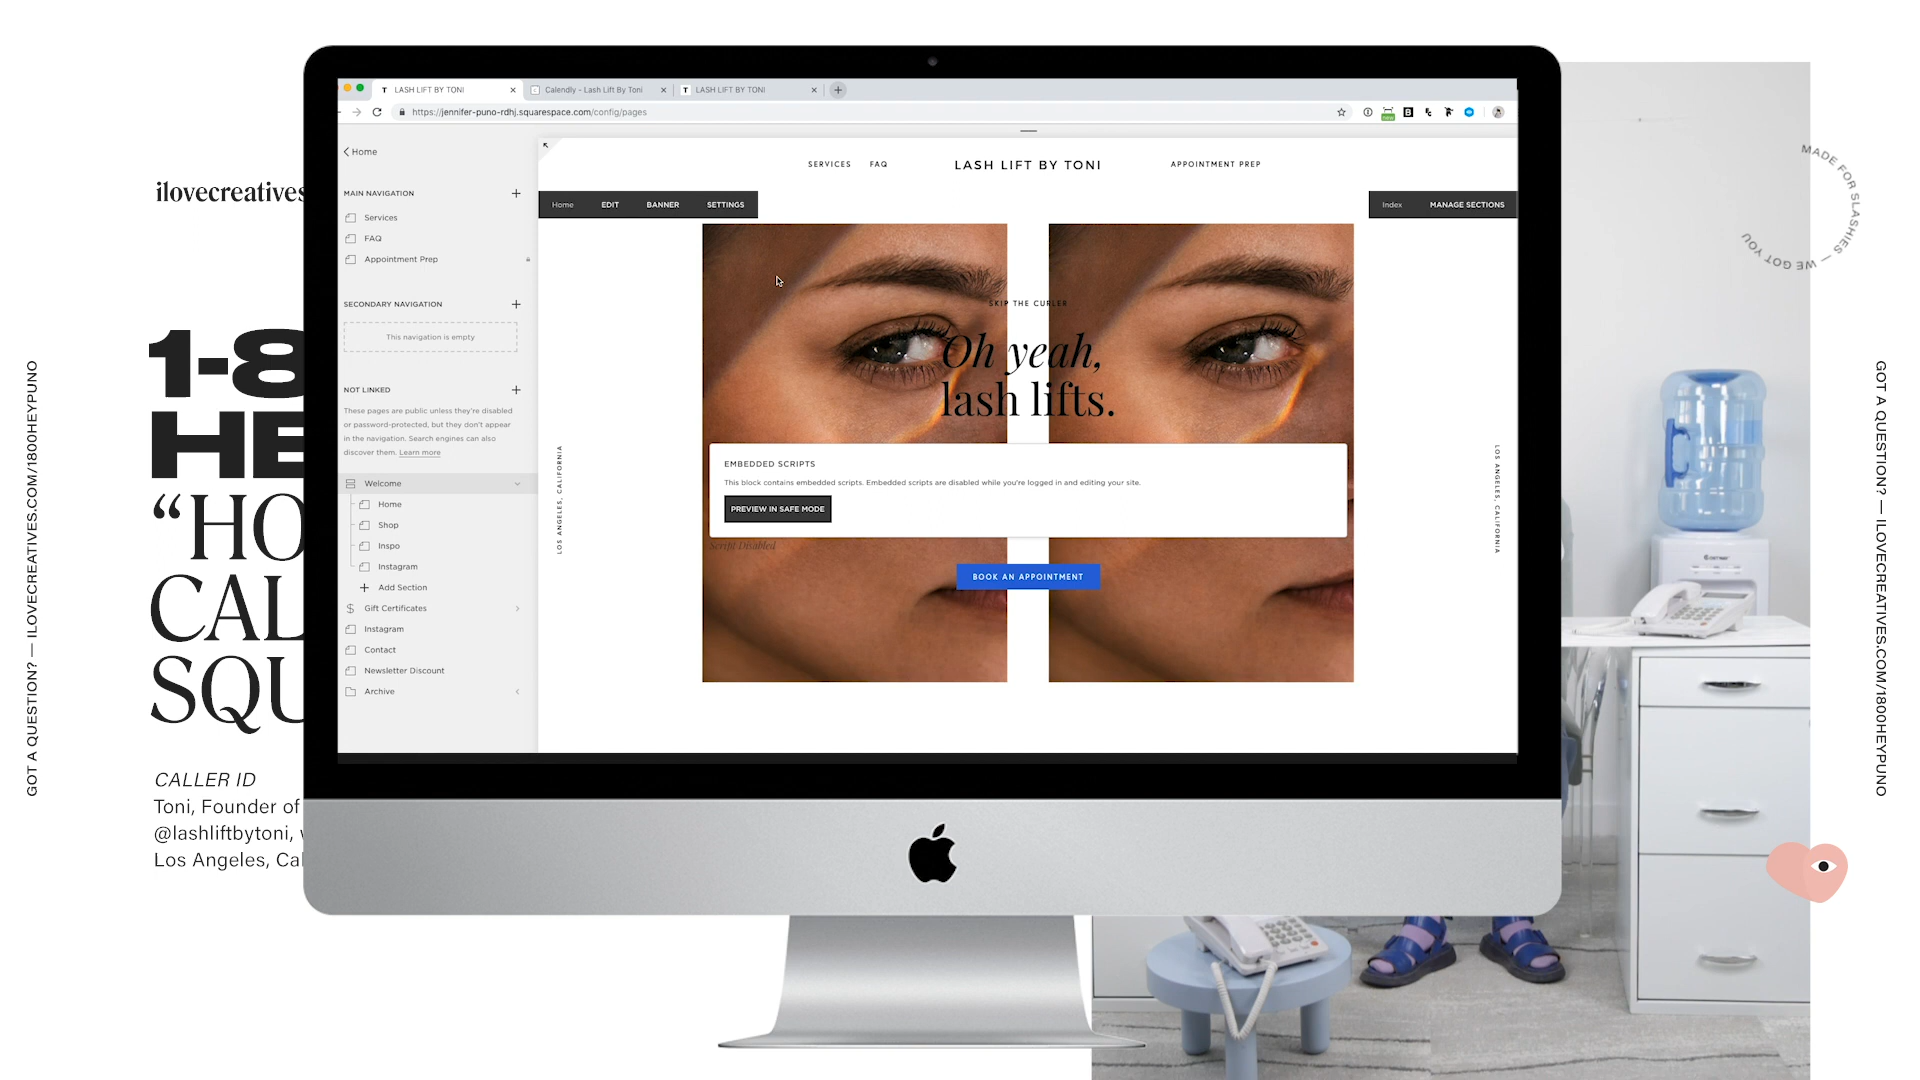 ilovecreatives
1-8
HE
“HO
CAL
SQU
CALLER ID
Toni, Founder of
@lashliftbytoni,
Los Angeles, Cal
GOT A QUESTION? — ILOVECREATIVES.COM/1800HEYPUNO
LASH LIFT BY TONI
Calendly - Lash Lift By Toni
LASH LIFT BY TONI
https://jennifer-puno-rdhj.squarespace.com/config/pages
Home
MAIN NAVIGATION
Services
FAQ
Appointment Prep
SECONDARY NAVIGATION
This navigation is empty
NOT LINKED
These pages are public unless they're disabled
or password-protected, but they don't appear
in the navigation. Search engines can also
discover them. Learn more
Welcome
Home
Shop
Inspo
Instagram
Add Section
Gift Certificates
Instagram
Contact
Newsletter Discount
Archive
SERVICES FAQ LASH LIFT BY TONI APPOINTMENT PREP
Home EDIT BANNER SETTINGS
Index MANAGE SECTIONS
SKIP THE CURLER
Oh yeah,
lash lifts.
EMBEDDED SCRIPTS
This block contains embedded scripts. Embedded scripts are disabled while you're logged in and editing your site.
PREVIEW IN SAFE MODE
Script Disabled
BOOK AN APPOINTMENT
LOS ANGELES, CALIFORNIA
LOS ANGELES, CALIFORNIA
MADE FOR SLASHIES — WE GOT YOU
GOT A QUESTION? — ILOVECREATIVES.COM/1800HEYPUNO